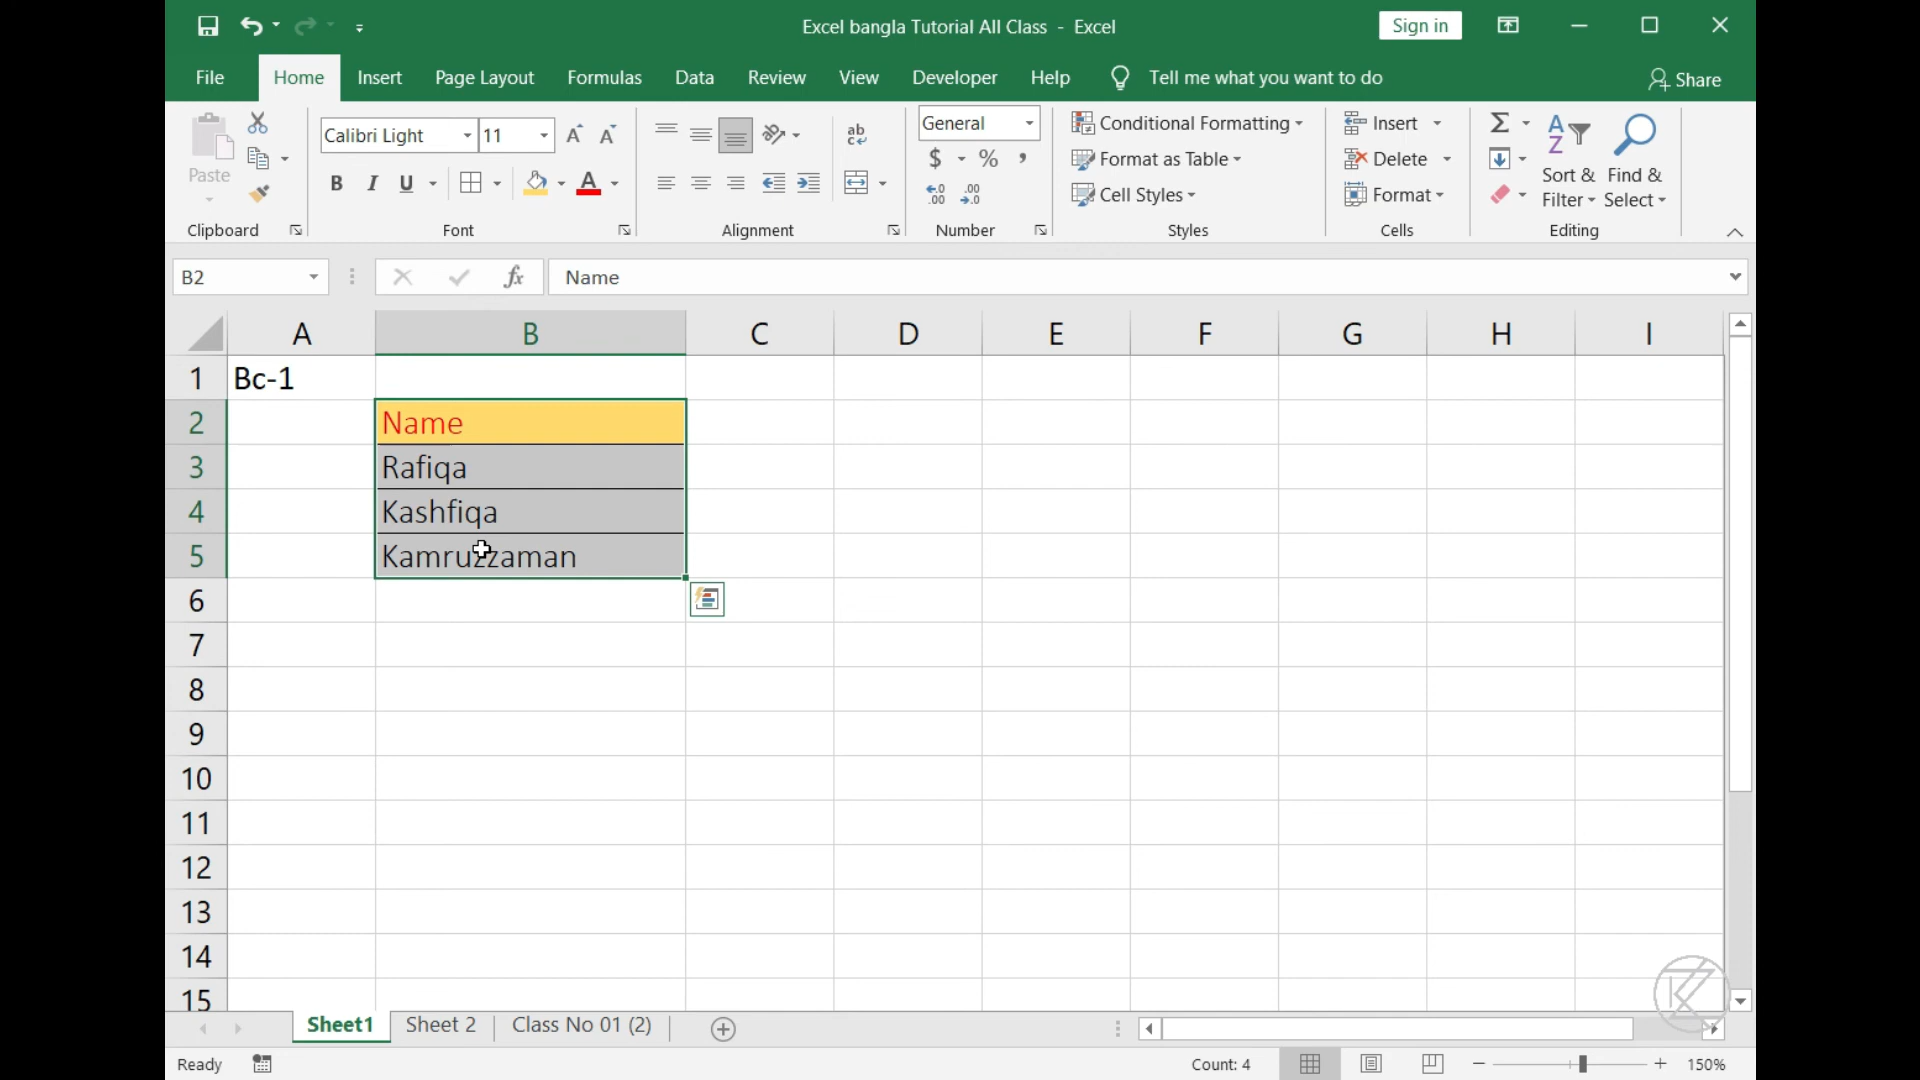 Excel bangla Tutorial All Class - Excel
Sign in
File Home Insert Page Layout Formulas Data Review View Developer Help Tell me what you want to do Share
Paste
Clipboard
Calibri Light 11
B I U
Font
ab
Alignment
General
$ % ,
Number
Conditional Formatting
Format as Table
Cell Styles
Styles
Insert
Delete
Format
Cells
Sort & Filter
Find & Select
Editing
B2 fx Name
A B C D E F G H I
1 Bc-1
2 Name
3 Rafiqa
4 Kashfiqa
5 Kamruzzaman
6
7
8
9
10
11
12
13
14
15
Sheet1 Sheet 2 Class No 01 (2)
Ready Count: 4 150%